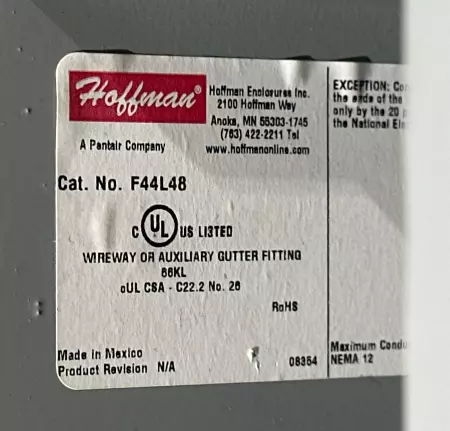 Hoffman®
Hoffman Enclosures Inc.
2100 Hoffman Way
Anoka, MN 55303-1745
(763) 422-2211 Tel
www.hoffmanonline.com
A Pentair Company
Cat. No. F44L48
C UL US LISTED
WIREWAY OR AUXILIARY GUTTER FITTING
66KL
cUL CSA - C22.2 No. 26
RoHS
Made in Mexico
Product Revision N/A
08354
EXCEPTION:
the ends of the
only by the 20
the National
Maximum
NEMA 12